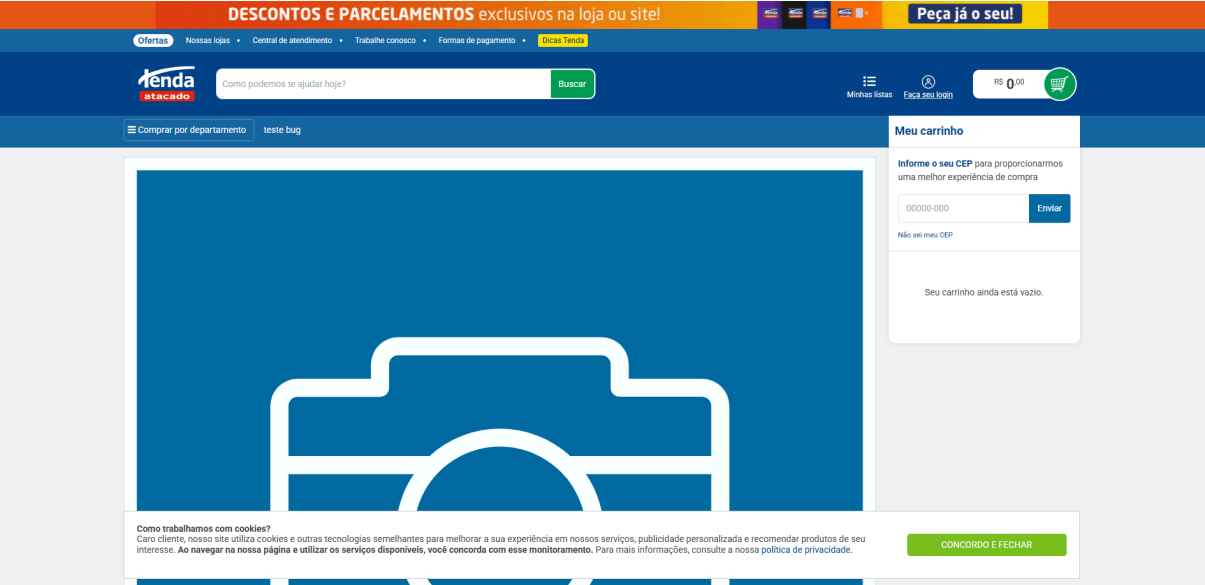 DESCONTOS E PARCELAMENTOS exclusivos na loja ou site!
Peça já o seu!
Ofertas Nossas lojas • Central de atendimento • Trabalhe conosco • Formas de pagamento • Dicas Tenda
Tenda
atacado
Como podemos te ajudar hoje?
Buscar
Minhas listas
Faça seu login
R$ 0,00
Comprar por departamento
teste bug
Meu carrinho
Informe o seu CEP para proporcionarmos
uma melhor experiência de compra
00000-000
Enviar
Não sei meu CEP
Seu carrinho ainda está vazio.
Como trabalhamos com cookies?
Caro cliente, nosso site utiliza cookies e outras tecnologias semelhantes para melhorar a sua experiência em nossos serviços, publicidade personalizada e recomendar produtos de seu
interesse. Ao navegar na nossa página e utilizar os serviços disponíveis, você concorda com esse monitoramento. Para mais informações, consulte a nossa política de privacidade.
CONCORDO E FECHAR